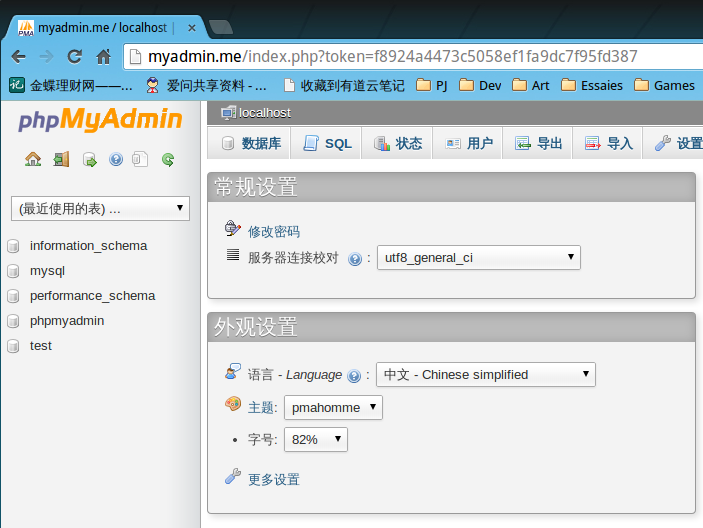 myadmin.me / localhost |
myadmin.me/index.php?token=f8924a4473c5058ef1fa9dc7f95fd387
金蝶理财网——... 爱问共享资料 - ... 收藏到有道云笔记 PJ Dev Art Essaies Games
phpMyAdmin
localhost
数据库 SQL 状态 用户 导出 导入 设置
(最近使用的表) ...
information_schema
mysql
performance_schema
phpmyadmin
test
常规设置
修改密码
服务器连接校对 : utf8_general_ci
外观设置
语言 - Language : 中文 - Chinese simplified
主题: pmahomme
字号: 82%
更多设置